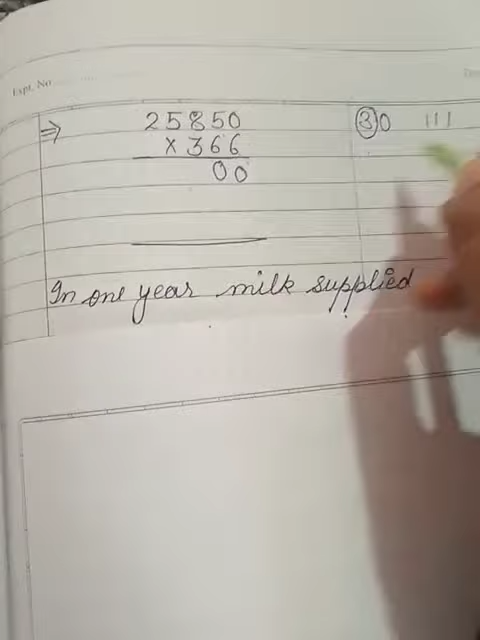 Expt. No
⇒ 25850 30 111
× 366
00
In one year milk supplied